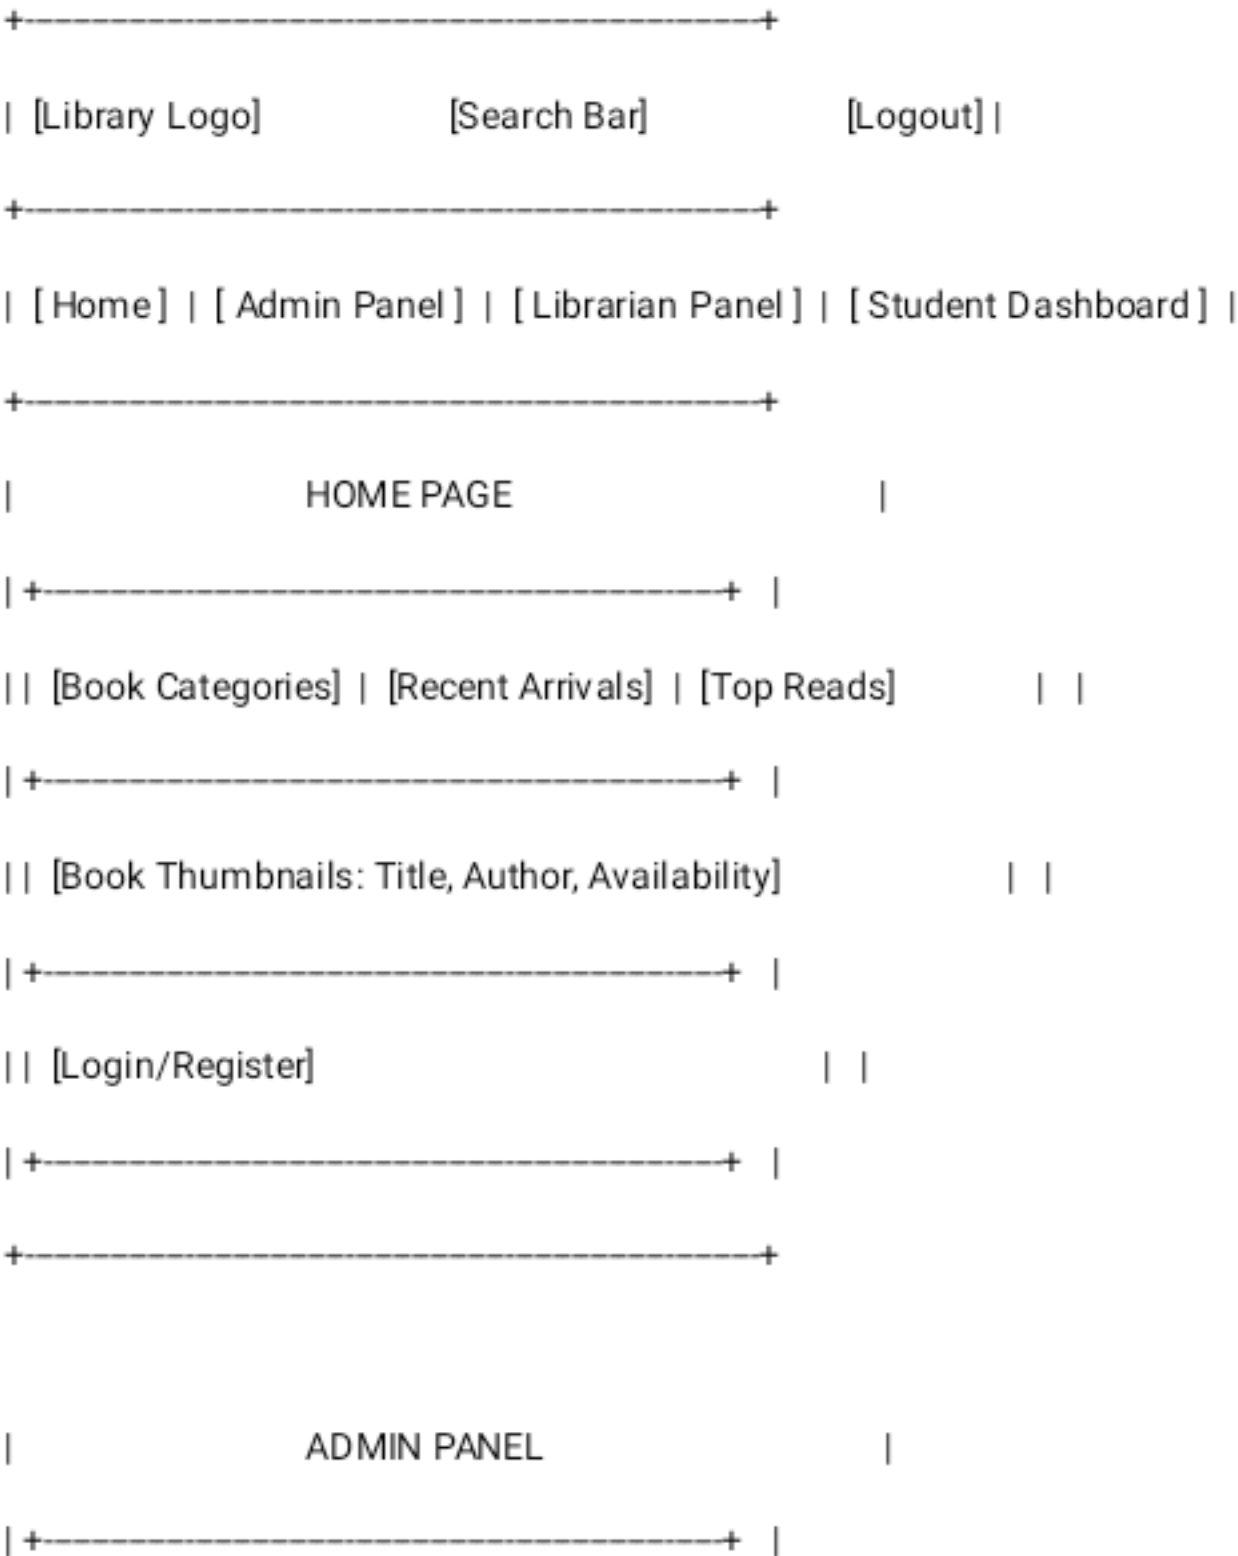 +------------------------------------------------------+
| [Library Logo] [Search Bar] [Logout] |
+------------------------------------------------------+
| [ Home ] | [ Admin Panel ] | [ Librarian Panel ] | [ Student Dashboard ] |
+------------------------------------------------------+
| HOME PAGE |
| +--------------------------------------------------+ |
| | [Book Categories] | [Recent Arrivals] | [Top Reads] | |
| +--------------------------------------------------+ |
| | [Book Thumbnails: Title, Author, Availability] | |
| +--------------------------------------------------+ |
| | [Login/Register] | |
| +--------------------------------------------------+ |
+------------------------------------------------------+
| ADMIN PANEL |
| +--------------------------------------------------+ |